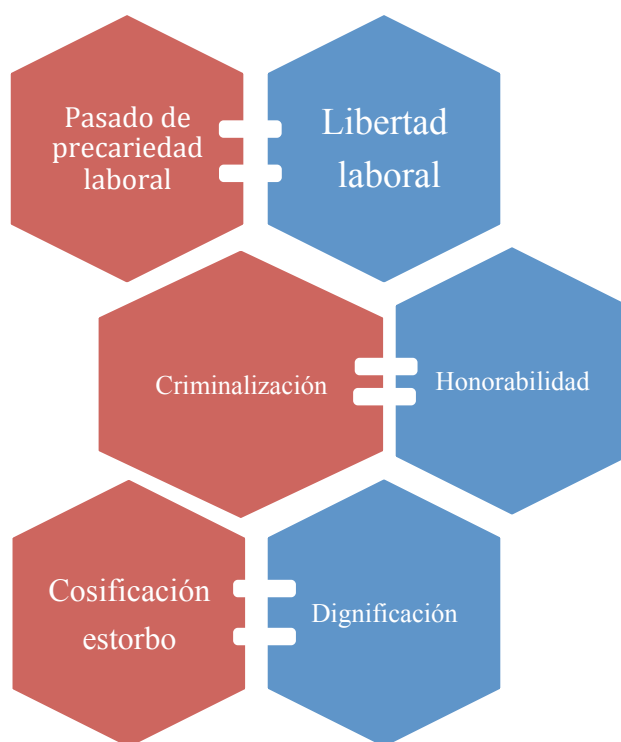 Pasado de
precariedad
laboral
Libertad
laboral
Criminalización
Honorabilidad
Cosificación
estorbo
Dignificación